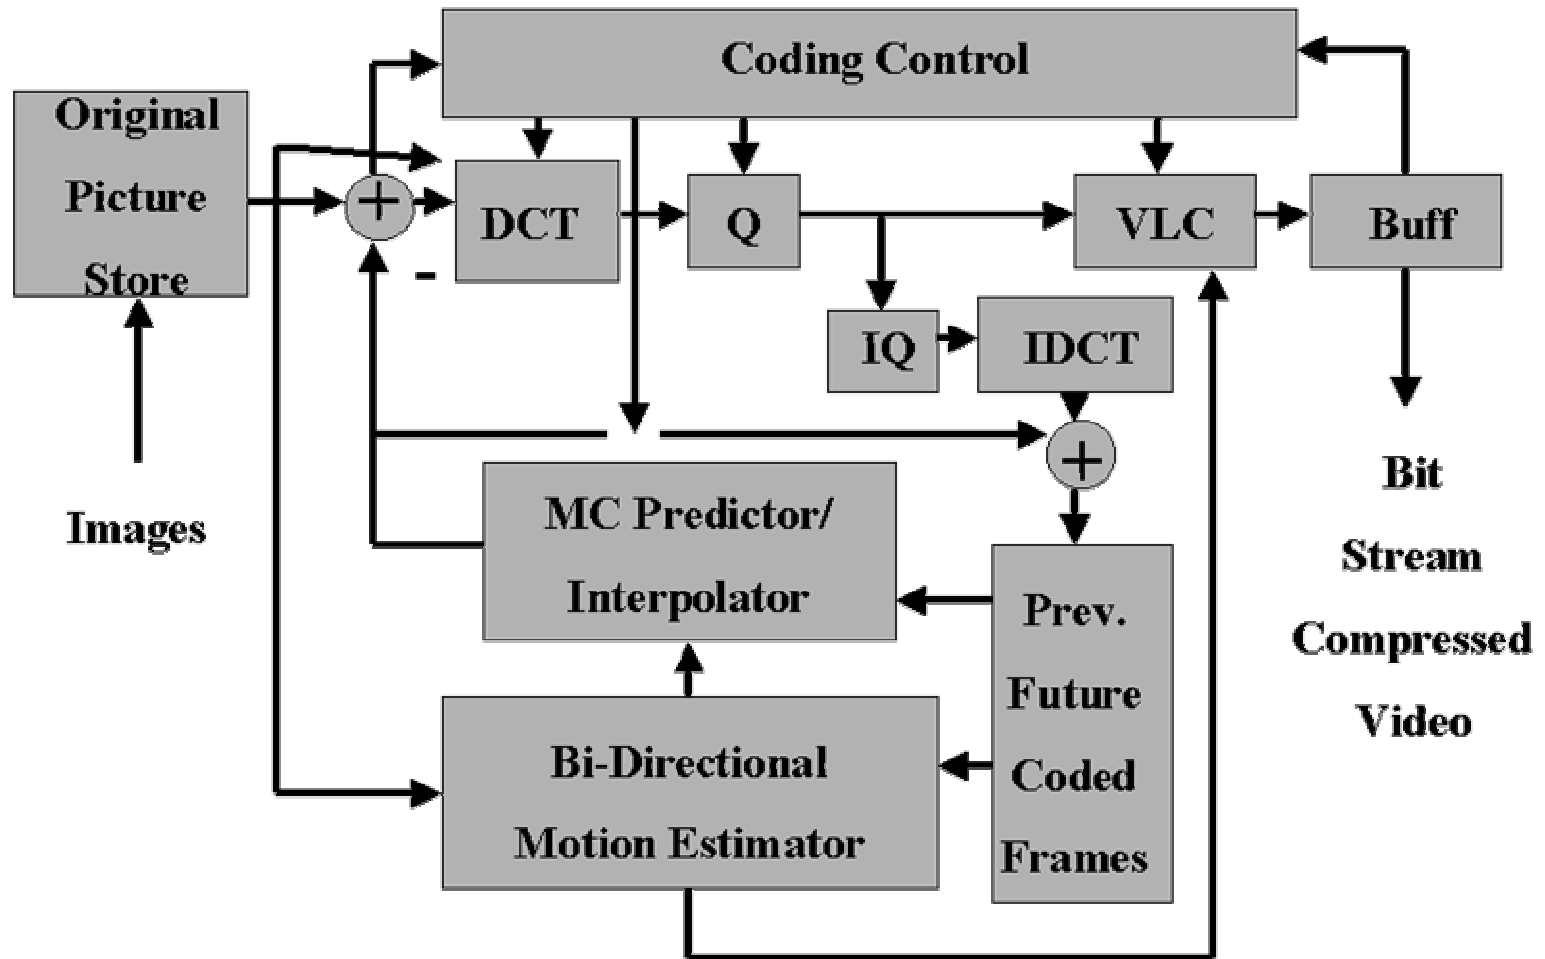 Coding Control
Original
Picture
Store
+
-
DCT
Q
VLC
Buff
IQ
IDCT
+
Images
MC Predictor/
Interpolator
Prev.
Future
Coded
Frames
Bi-Directional
Motion Estimator
Bit
Stream
Compressed
Video